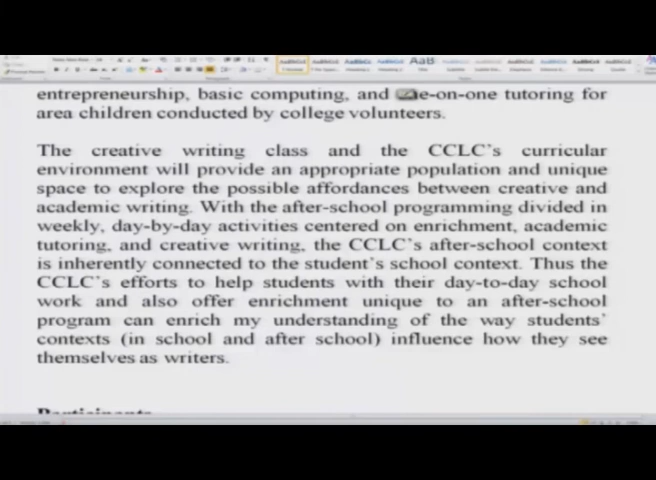 entrepreneurship, basic computing, and e-on-one tutoring for
area children conducted by college volunteers.
The creative writing class and the CCLC's curricular
environment will provide an appropriate population and unique
space to explore the possible affordances between creative and
academic writing. With the after-school programming divided in
weekly, day-by-day activities centered on enrichment, academic
tutoring, and creative writing, the CCLC's after-school context
is inherently connected to the student's school context. Thus the
CCLC's efforts to help students with their day-to-day school
work and also offer enrichment unique to an after-school
program can enrich my understanding of the way students'
contexts (in school and after school) influence how they see
themselves as writers.
Participants